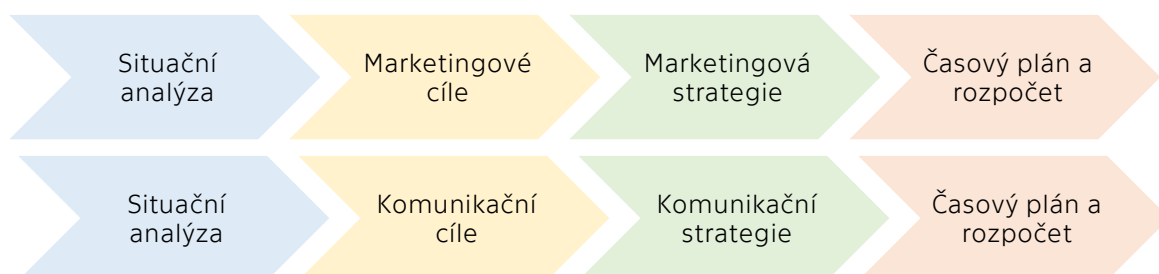 Situační
analýza
Marketingové
cíle
Marketingová
strategie
Časový plán a
rozpočet
Situační
analýza
Komunikační
cíle
Komunikační
strategie
Časový plán a
rozpočet